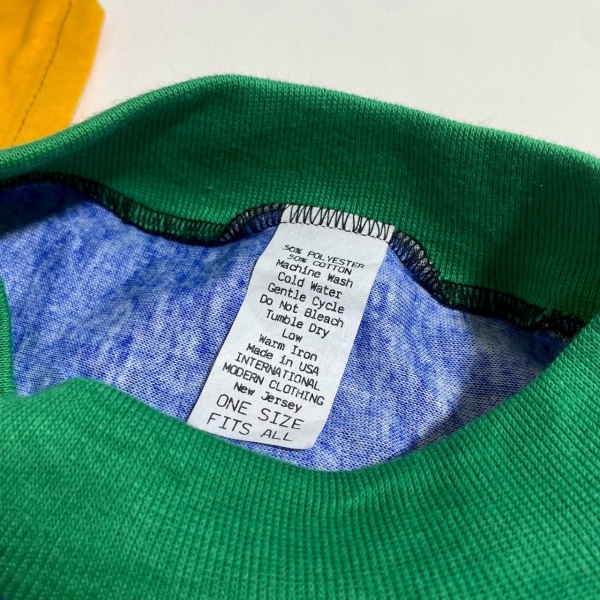 50% POLYESTER
50% COTTON
Machine Wash
Cold Water
Gentle Cycle
Do Not Bleach
Tumble Dry
Low
Warm Iron
Made in USA
INTERNATIONAL
MODERN CLOTHING
New Jersey
ONE SIZE
FITS ALL